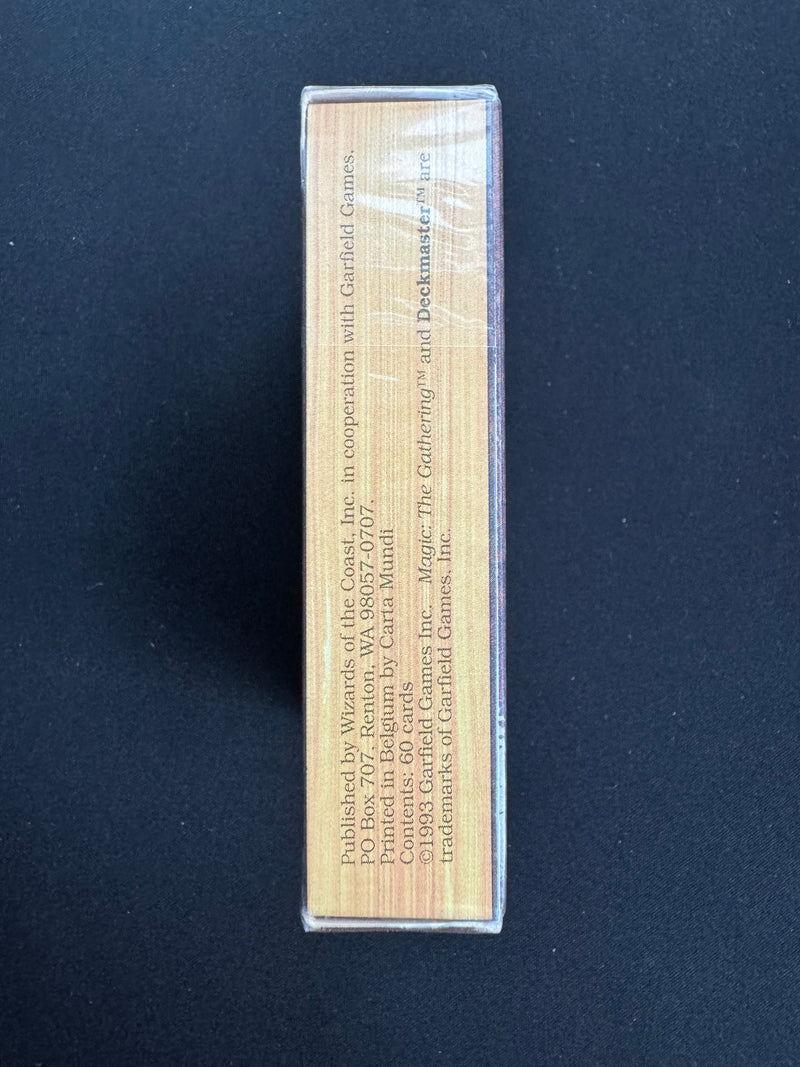 Published by Wizards of the Coast, Inc. in cooperation with Garfield Games.
PO Box 707, Renton, WA 98057-0707.
Printed in Belgium by Carta Mundi
Contents: 60 cards
©1993 Garfield Games Inc. Magic: The Gathering™ and Deckmaster™ are
trademarks of Garfield Games, Inc.